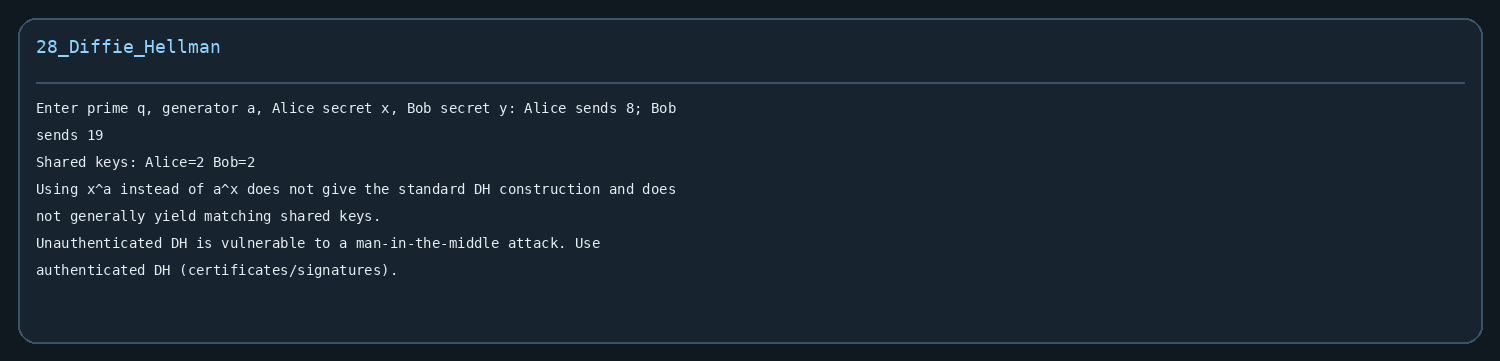 28_Diffie_Hellman
Enter prime q, generator a, Alice secret x, Bob secret y: Alice sends 8; Bob
sends 19
Shared keys: Alice=2 Bob=2
Using x^a instead of a^x does not give the standard DH construction and does
not generally yield matching shared keys.
Unauthenticated DH is vulnerable to a man-in-the-middle attack. Use
authenticated DH (certificates/signatures).